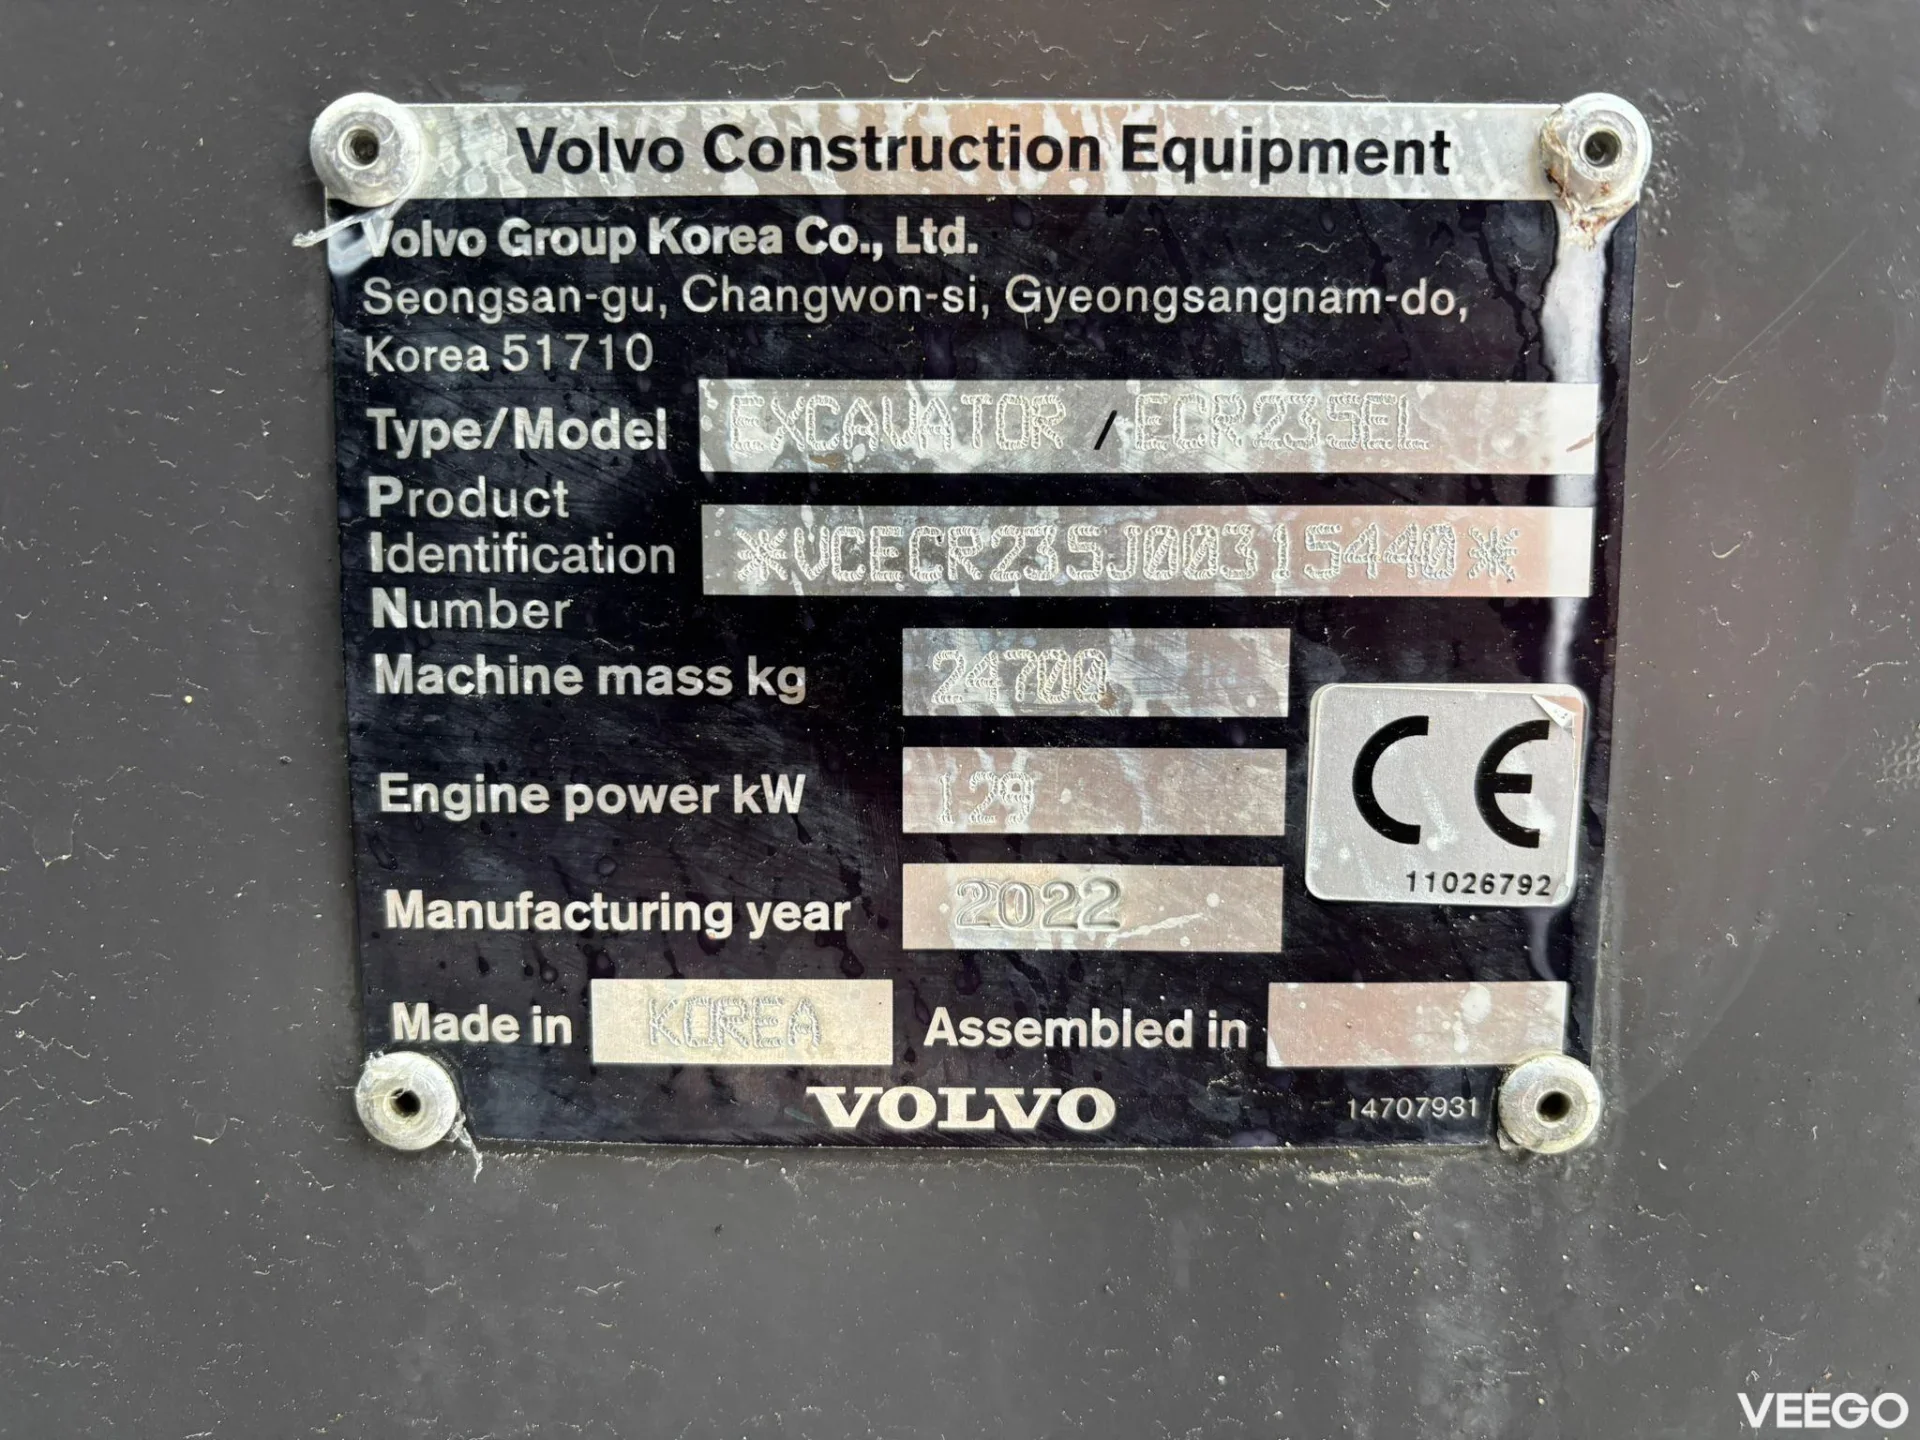 Volvo Construction Equipment
Volvo Group Korea Co., Ltd.
Seongsan-gu, Changwon-si, Gyeongsangnam-do,
Korea 51710
Type/Model EXCAVATOR / ECR235EL
Product
Identification *VCECR235J00315440*
Number
Machine mass kg 24700
Engine power kW 129
CE
Manufacturing year 2022
11026792
Made in KOREA Assembled in
VOLVO 14707931
VEEGO